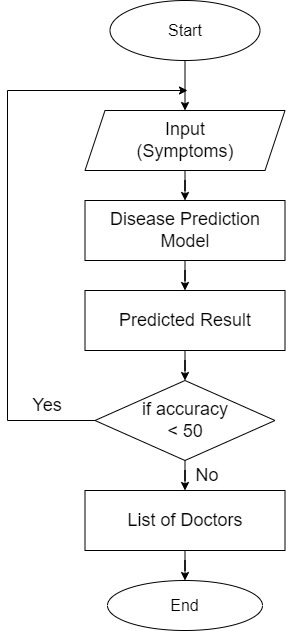 Start
Input
(Symptoms)
Disease Prediction
Model
Predicted Result
if accuracy
< 50
Yes
No
List of Doctors
End